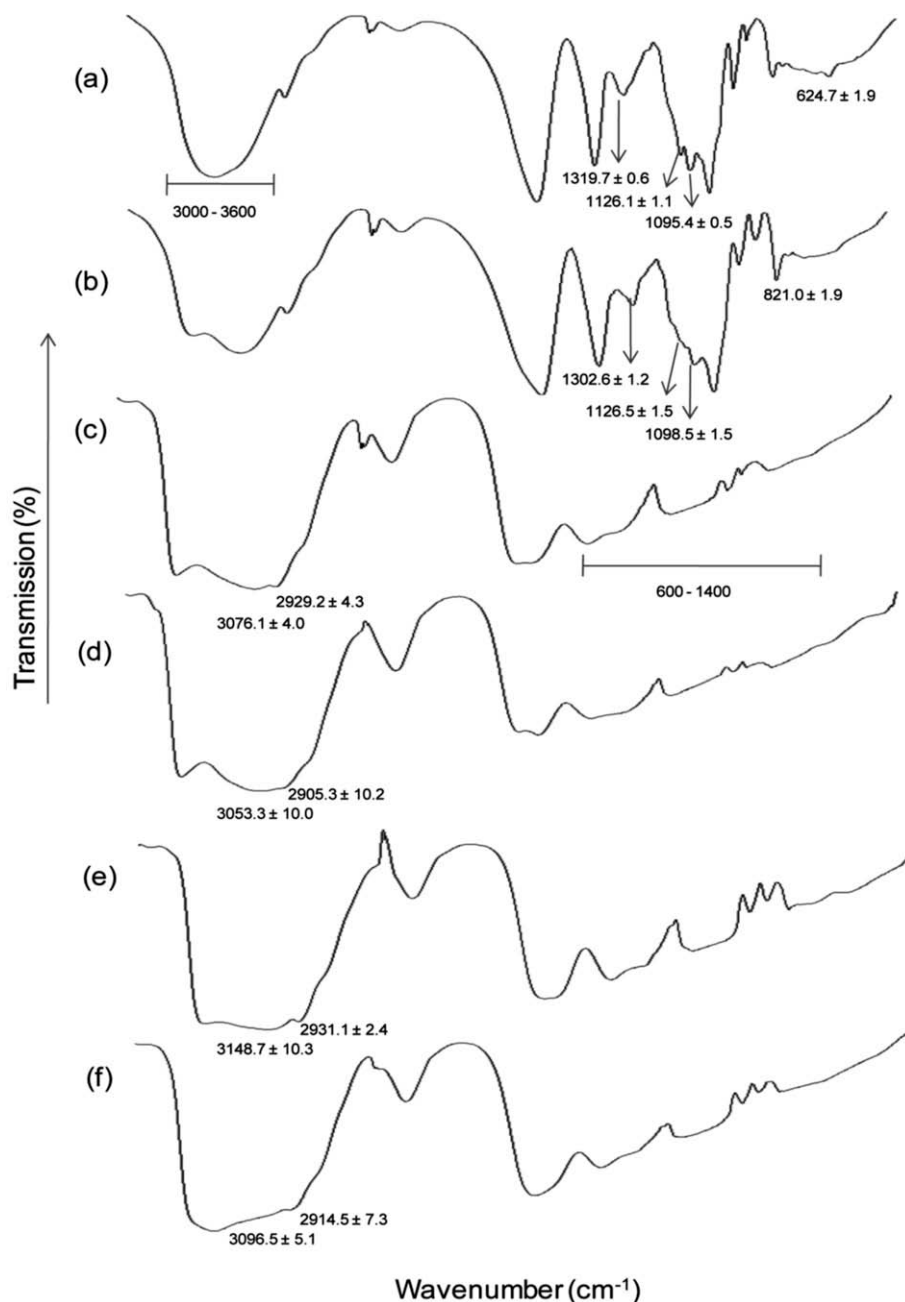 (a)
624.7 ± 1.9
1319.7 ± 0.6
3000 - 3600
1126.1 ± 1.1
1095.4 ± 0.5
(b)
821.0 ± 1.9
1302.6 ± 1.2
1126.5 ± 1.5
1098.5 ± 1.5
(c)
600 - 1400
2929.2 ± 4.3
3076.1 ± 4.0
Transmission (%)
(d)
2905.3 ± 10.2
3053.3 ± 10.0
(e)
2931.1 ± 2.4
3148.7 ± 10.3
(f)
2914.5 ± 7.3
3096.5 ± 5.1
Wavenumber (cm⁻¹)